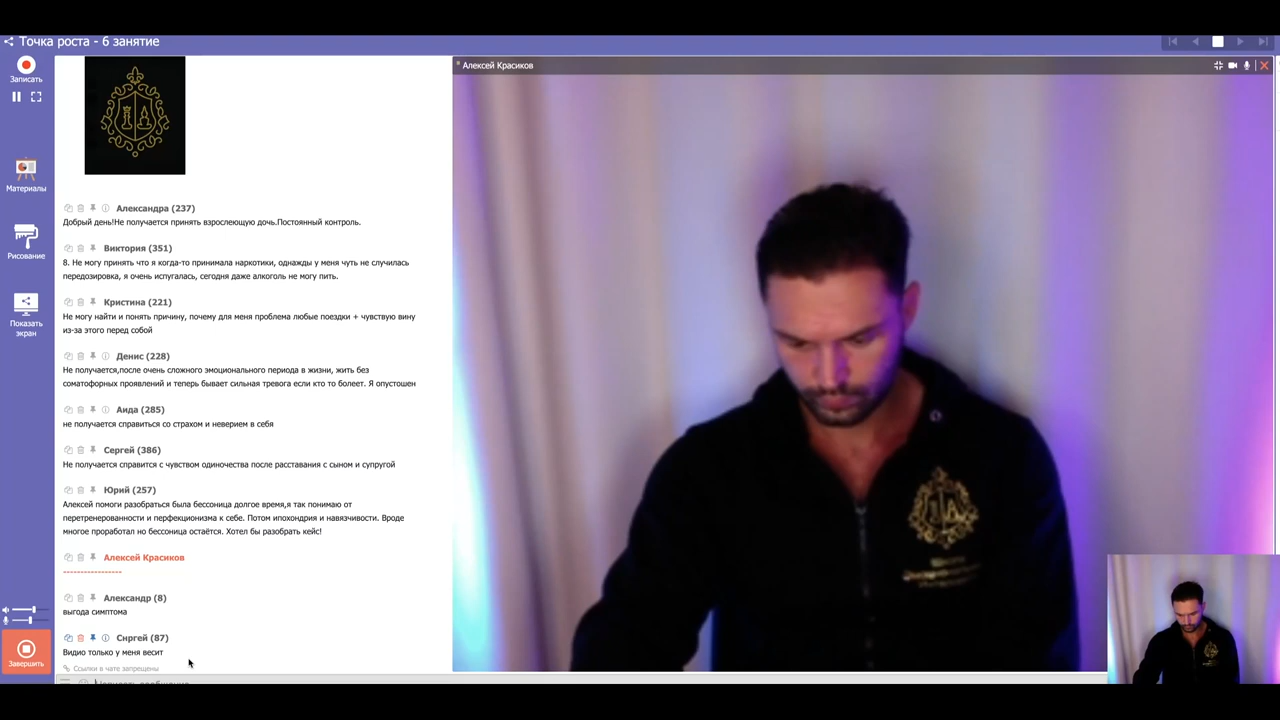 Точка роста - 6 занятие
Записать
Материалы
Рисование
Показать
экран
Завершить
Александра (237)
Добрый день!Не получается принять взрослеющую дочь.Постоянный контроль.
Виктория (351)
8. Не могу принять что я когда-то принимала наркотики, однажды у меня чуть не случилась
передозировка, я очень испугалась, сегодня даже алкоголь не могу пить.
Кристина (221)
Не могу найти и понять причину, почему для меня проблема любые поездки + чувствую вину
из-за этого перед собой
Денис (228)
Не получается,после очень сложного эмоционального периода в жизни, жить без
соматофорных проявлений и теперь бывает сильная тревога если кто то болеет. Я опустошен
Аида (285)
не получается справиться со страхом и неверием в себя
Сергей (386)
Не получается справится с чувством одиночества после расставания с сыном и супругой
Юрий (257)
Алексей помоги разобраться была бессоница долгое время,я так понимаю от
перетренерованности и перфекционизма к себе. Потом ипохондрия и навязчивости. Вроде
многое проработал но бессоница остаётся. Хотел бы разобрать кейс!
Алексей Красиков
-----------------
Александр (8)
выгода симптома
Снргей (87)
Видио только у меня весит
Ссылки в чате запрещены
Алексей Красиков